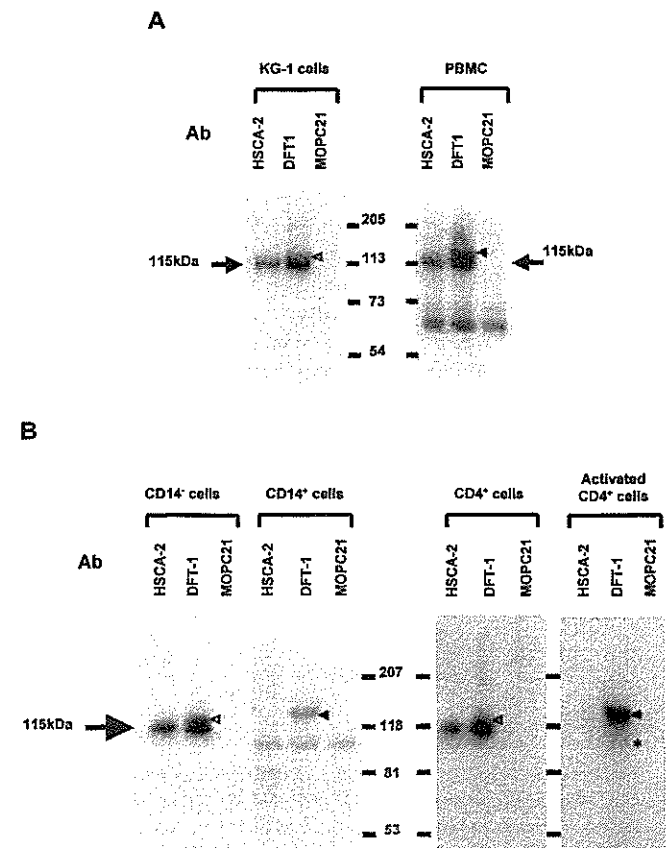 A
KG-1 cells PBMC
Ab HSCA-2 DFT1 MOPC21 HSCA-2 DFT1 MOPC21
205
115kDa 113 115kDa
73
54
B
CD14⁻ cells CD14⁺ cells CD4⁺ cells Activated CD4⁺ cells
Ab HSCA-2 DFT-1 MOPC21 HSCA-2 DFT-1 MOPC21 HSCA-2 DFT-1 MOPC21 HSCA-2 DFT-1 MOPC21
207
115kDa 118
*
81
53